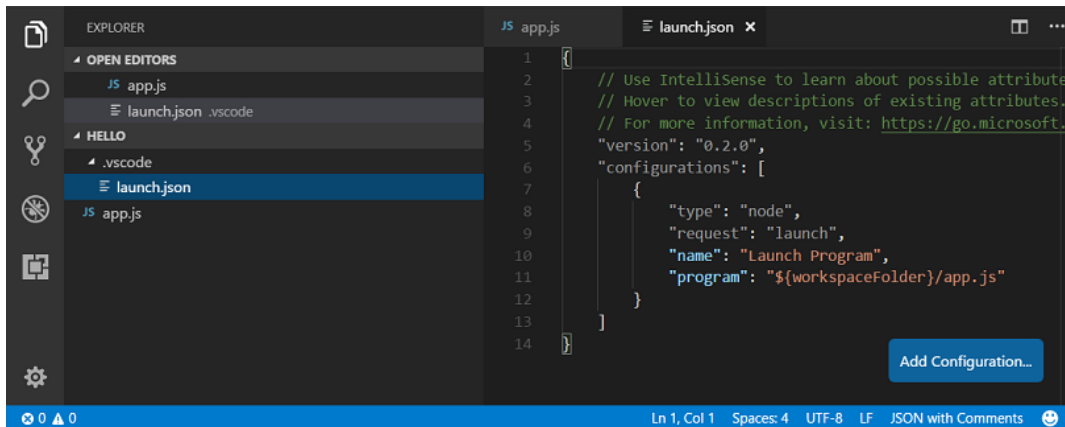 EXPLORER
OPEN EDITORS
JS app.js
launch.json .vscode
HELLO
.vscode
launch.json
JS app.js
JS app.js
launch.json
1 {
2 // Use IntelliSense to learn about possible attribute
3 // Hover to view descriptions of existing attributes.
4 // For more information, visit: https://go.microsoft.
5 "version": "0.2.0",
6 "configurations": [
7 {
8 "type": "node",
9 "request": "launch",
10 "name": "Launch Program",
11 "program": "${workspaceFolder}/app.js"
12 }
13 ]
14 }
Add Configuration...
0 0
Ln 1, Col 1 Spaces: 4 UTF-8 LF JSON with Comments